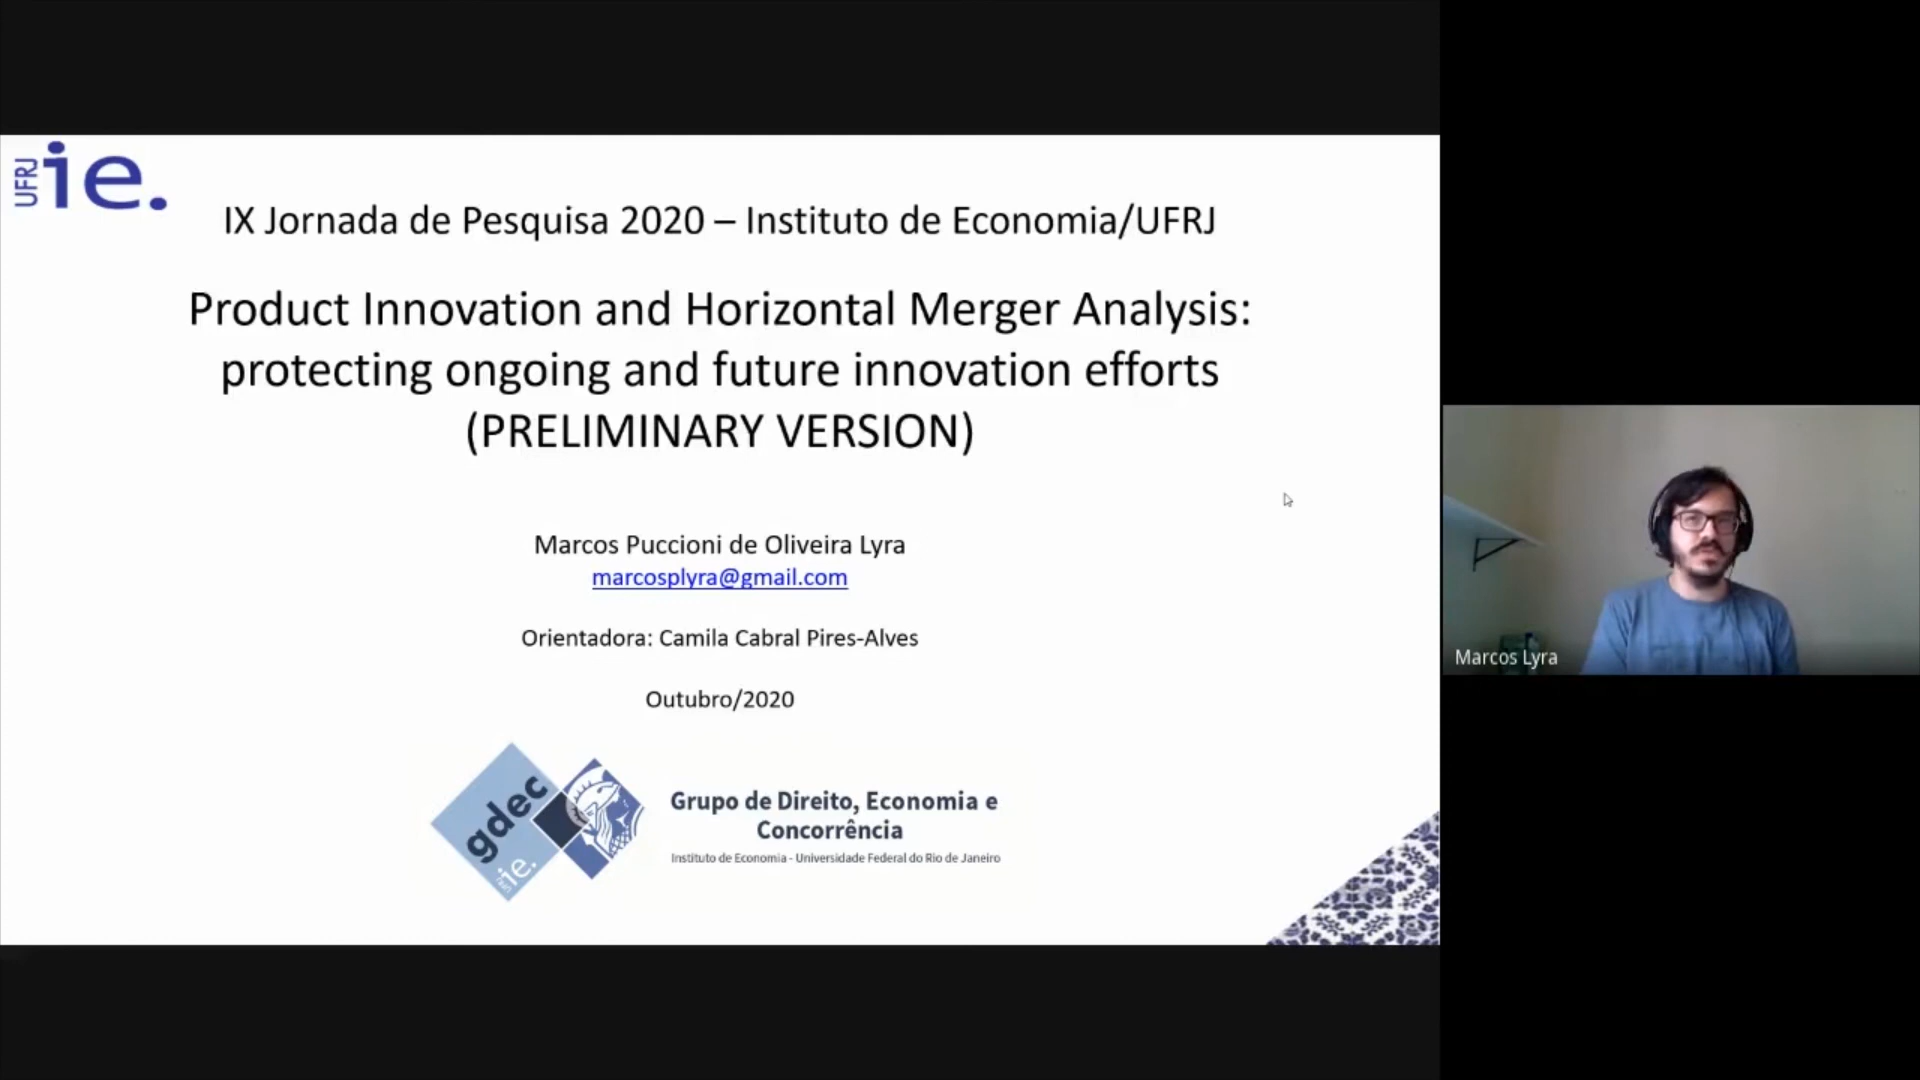 UFRJ ie.
IX Jornada de Pesquisa 2020 – Instituto de Economia/UFRJ
Product Innovation and Horizontal Merger Analysis:
protecting ongoing and future innovation efforts
(PRELIMINARY VERSION)
Marcos Puccioni de Oliveira Lyra
marcosplyra@gmail.com
Orientadora: Camila Cabral Pires-Alves
Outubro/2020
gdec
UFRJ ie.
Grupo de Direito, Economia e
Concorrência
Instituto de Economia - Universidade Federal do Rio de Janeiro
Marcos Lyra